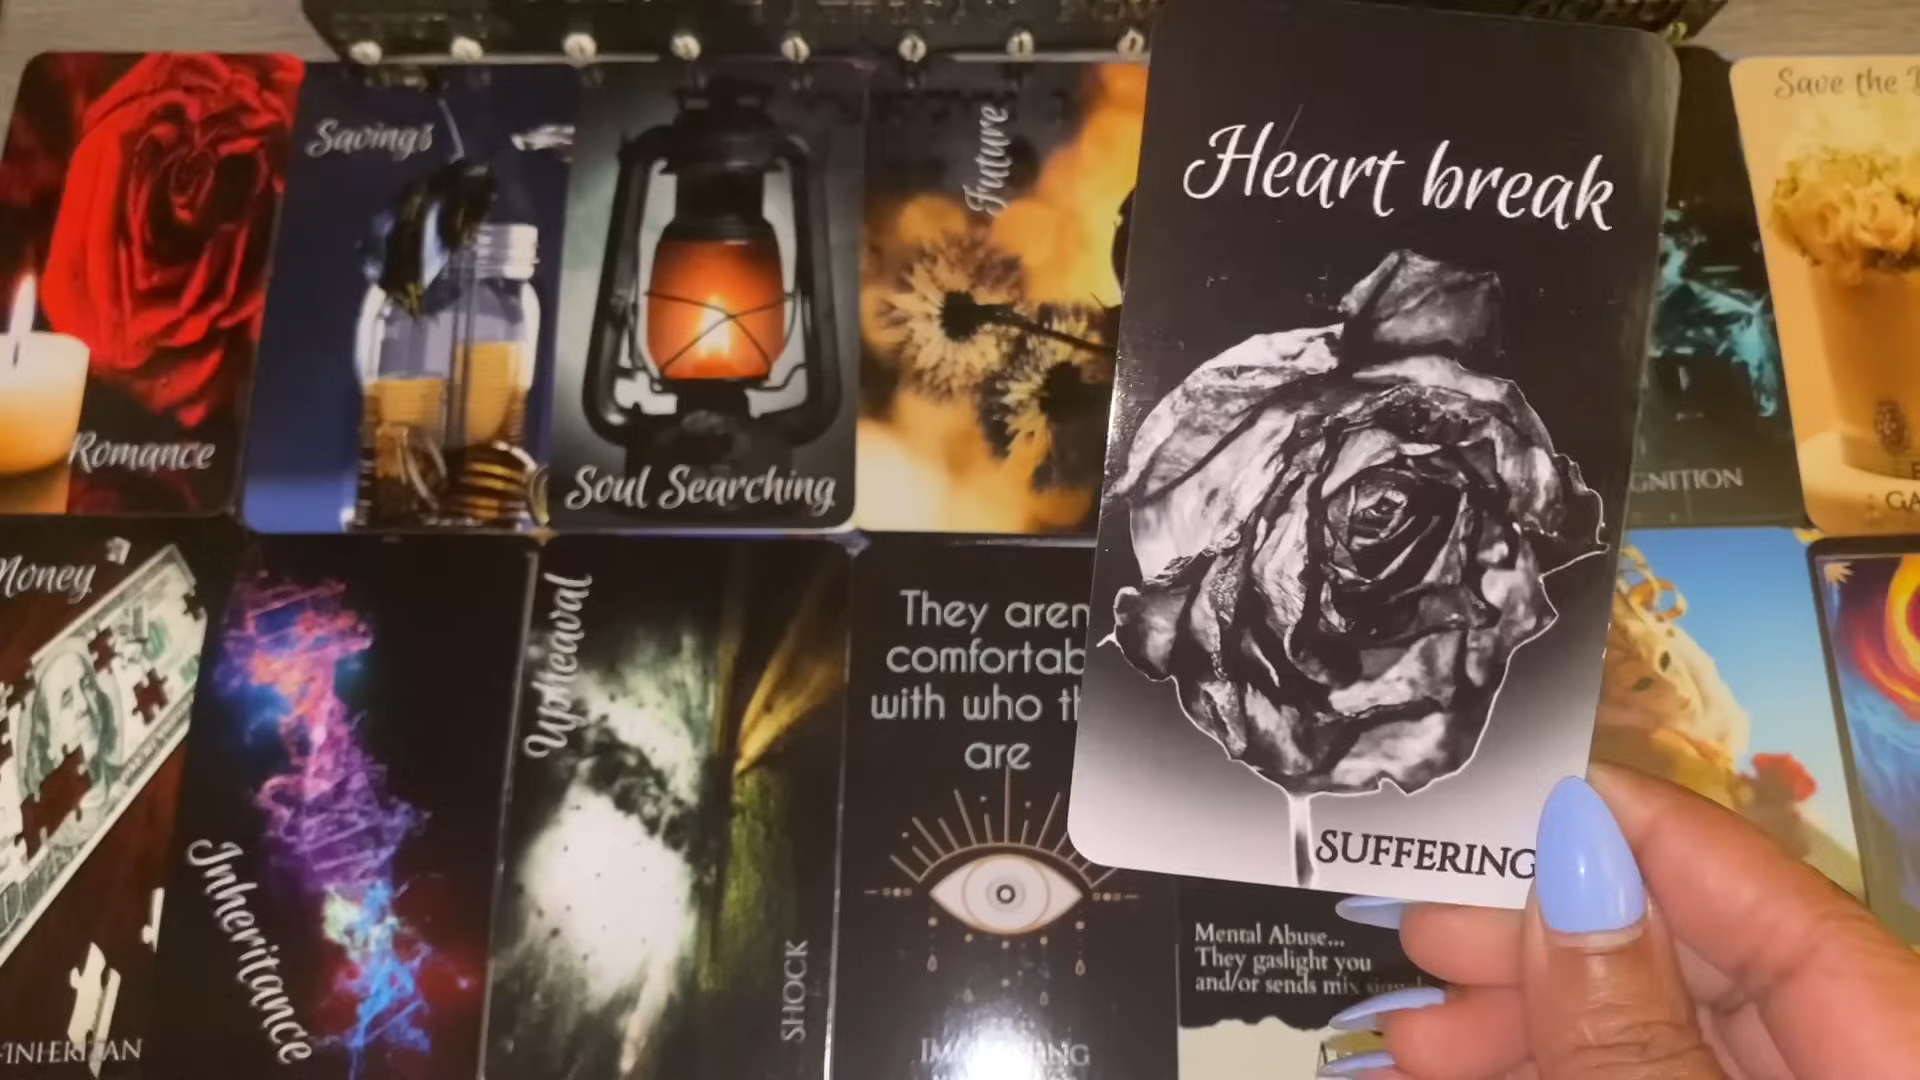 Romance
Savings
Soul Searching
Future
Heart break
SUFFERING
Save the
Money
Inheritance
Upheaval
SHOCK
They aren
comfortab
with who th
are
Mental Abuse...
They gaslight you
and/or sends mix